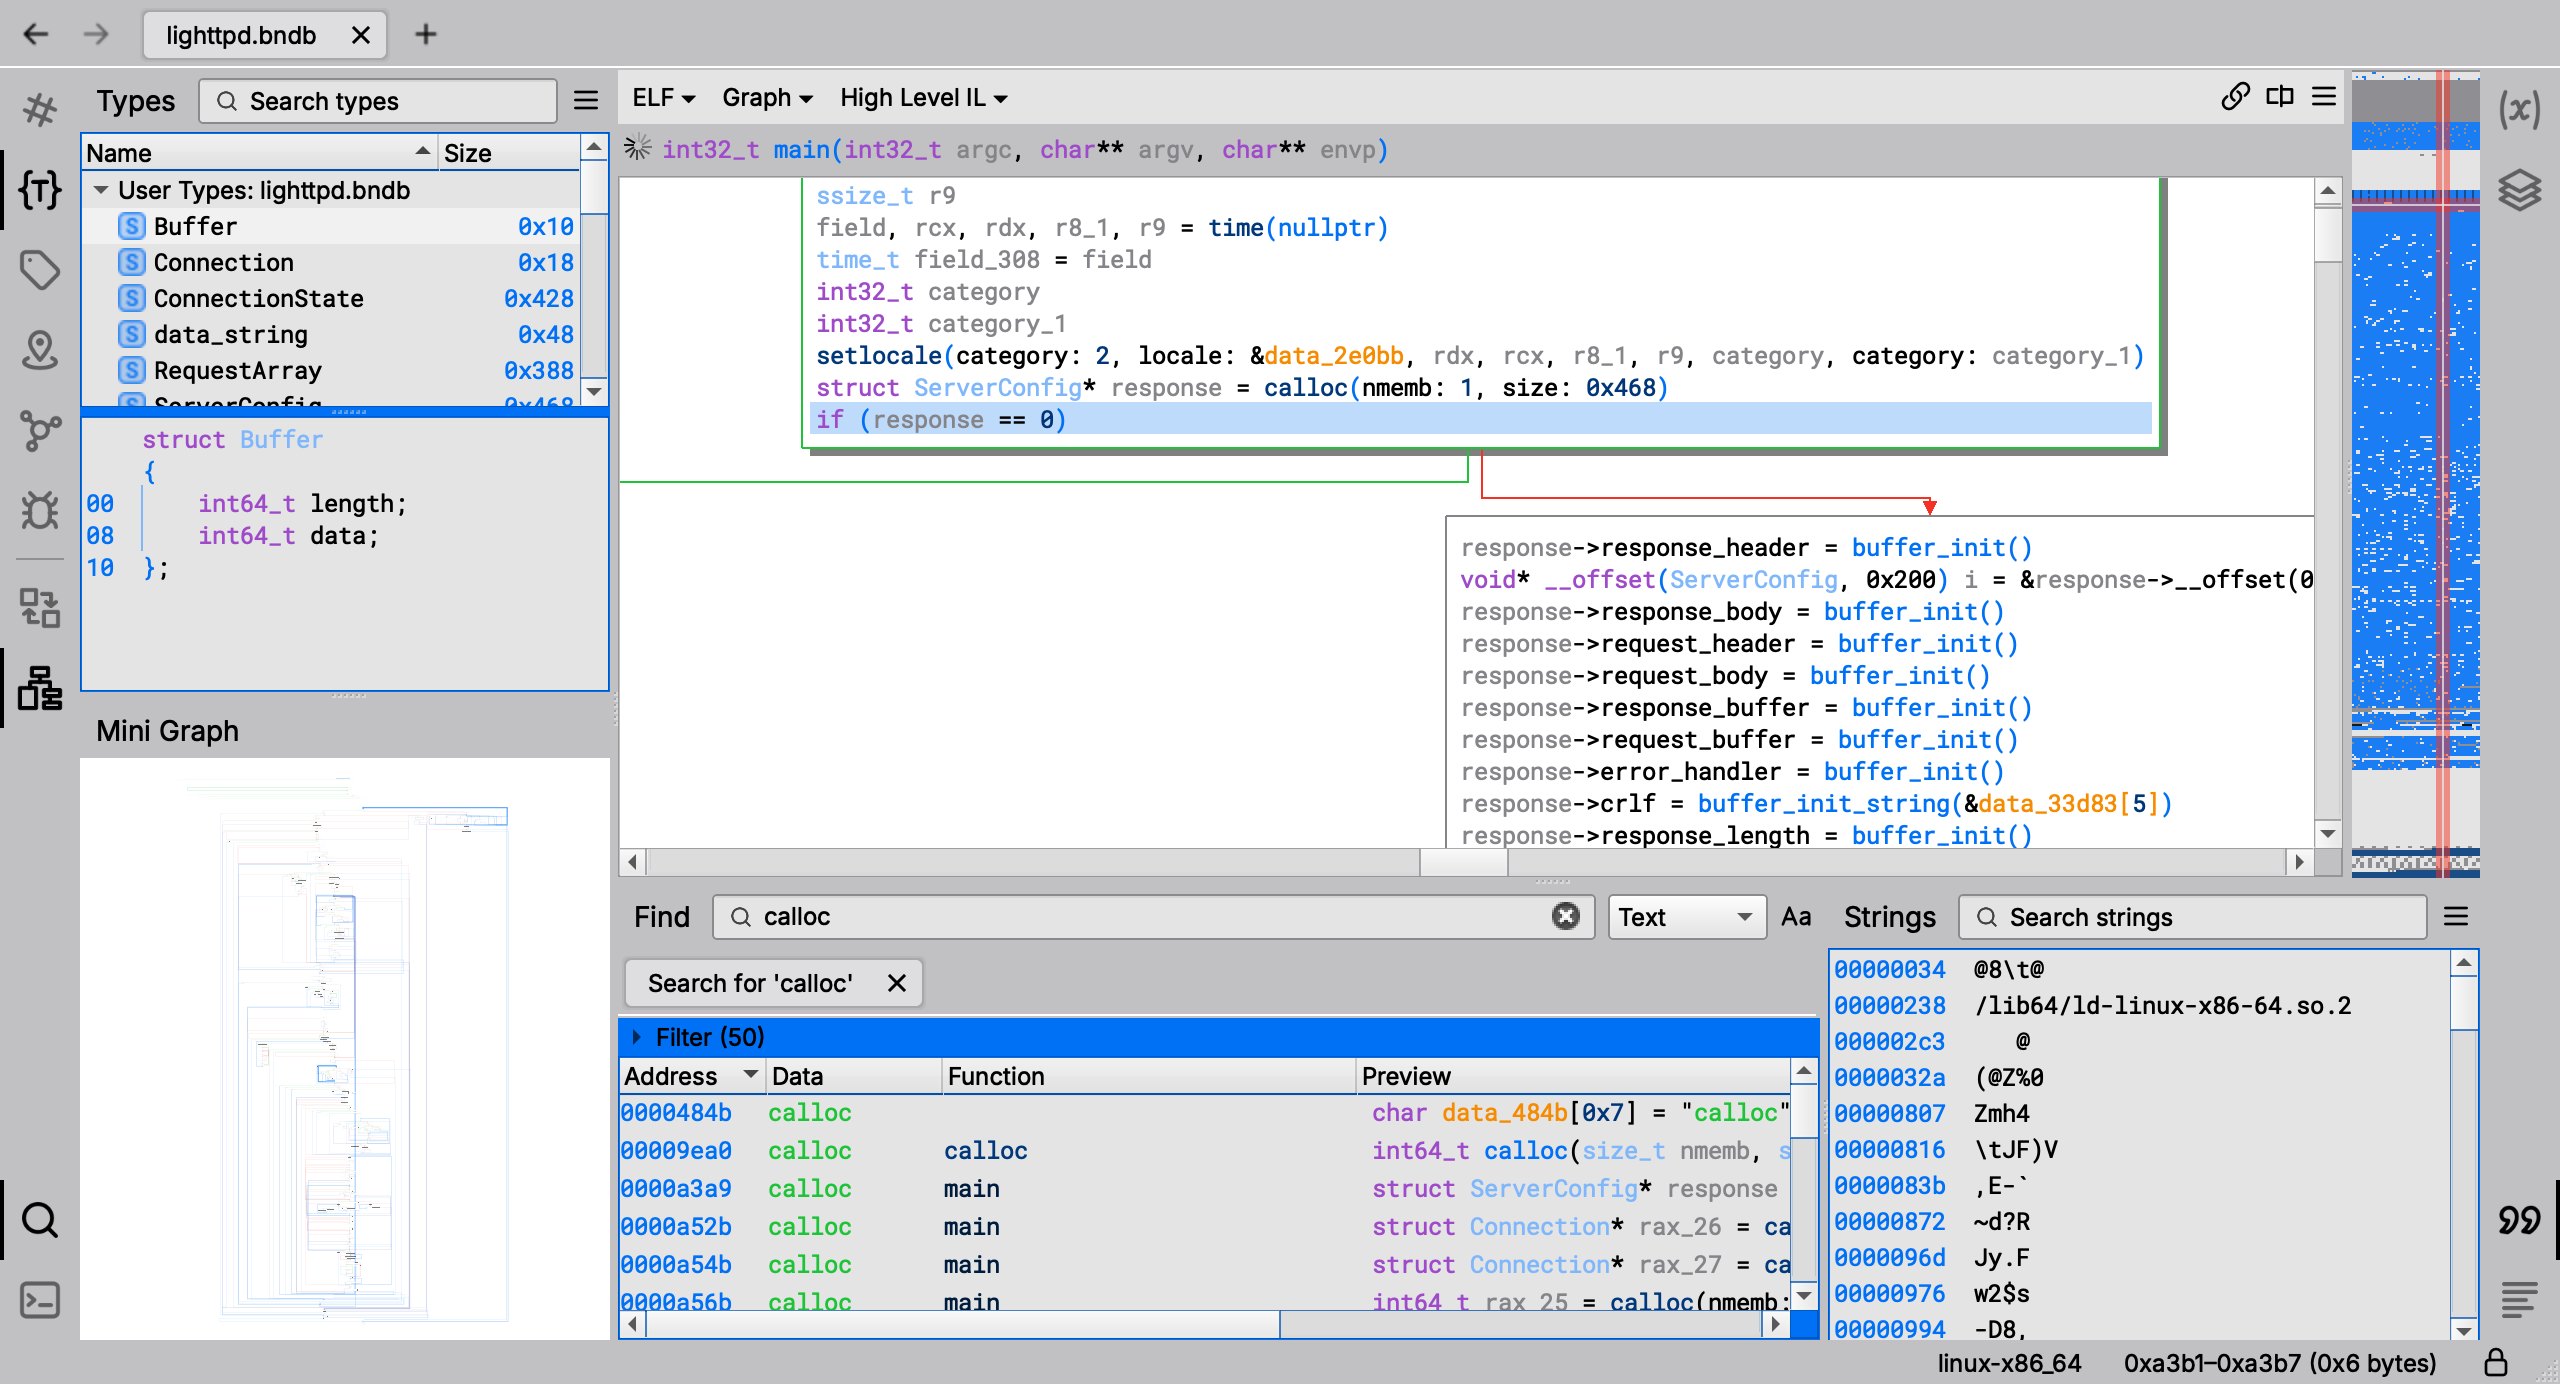 lighttpd.bndb
Types
Search types
Name Size
User Types: lighttpd.bndb
S Buffer 0x10
S Connection 0x18
S ConnectionState 0x428
S data_string 0x48
S RequestArray 0x388
S ServerConfig 0x468
struct Buffer
{
00 int64_t length;
08 int64_t data;
10 };
Mini Graph
ELF Graph High Level IL
int32_t main(int32_t argc, char** argv, char** envp)
ssize_t r9
field, rcx, rdx, r8_1, r9 = time(nullptr)
time_t field_308 = field
int32_t category
int32_t category_1
setlocale(category: 2, locale: &data_2e0bb, rdx, rcx, r8_1, r9, category, category: category_1)
struct ServerConfig* response = calloc(nmemb: 1, size: 0x468)
if (response == 0)
response->response_header = buffer_init()
void* __offset(ServerConfig, 0x200) i = &response->__offset(0
response->response_body = buffer_init()
response->request_header = buffer_init()
response->request_body = buffer_init()
response->response_buffer = buffer_init()
response->request_buffer = buffer_init()
response->error_handler = buffer_init()
response->crlf = buffer_init_string(&data_33d83[5])
response->response_length = buffer_init()
Find
calloc
Text
Aa
Search for 'calloc'
Filter (50)
Address Data Function Preview
0000484b calloc char data_484b[0x7] = "calloc"
00009ea0 calloc calloc int64_t calloc(size_t nmemb, s
0000a3a9 calloc main struct ServerConfig* response
0000a52b calloc main struct Connection* rax_26 = ca
0000a54b calloc main struct Connection* rax_27 = ca
0000a56b calloc main int64_t rax_25 = calloc(nmemb:
Strings
Search strings
00000034 @8\t@
00000238 /lib64/ld-linux-x86-64.so.2
000002c3 @
0000032a (@Z%0
00000807 Zmh4
00000816 \tJF)V
0000083b ,E-`
00000872 ~d?R
0000096d Jy.F
00000976 w2$s
00000994 -D8,
linux-x86_64 0xa3b1–0xa3b7 (0x6 bytes)